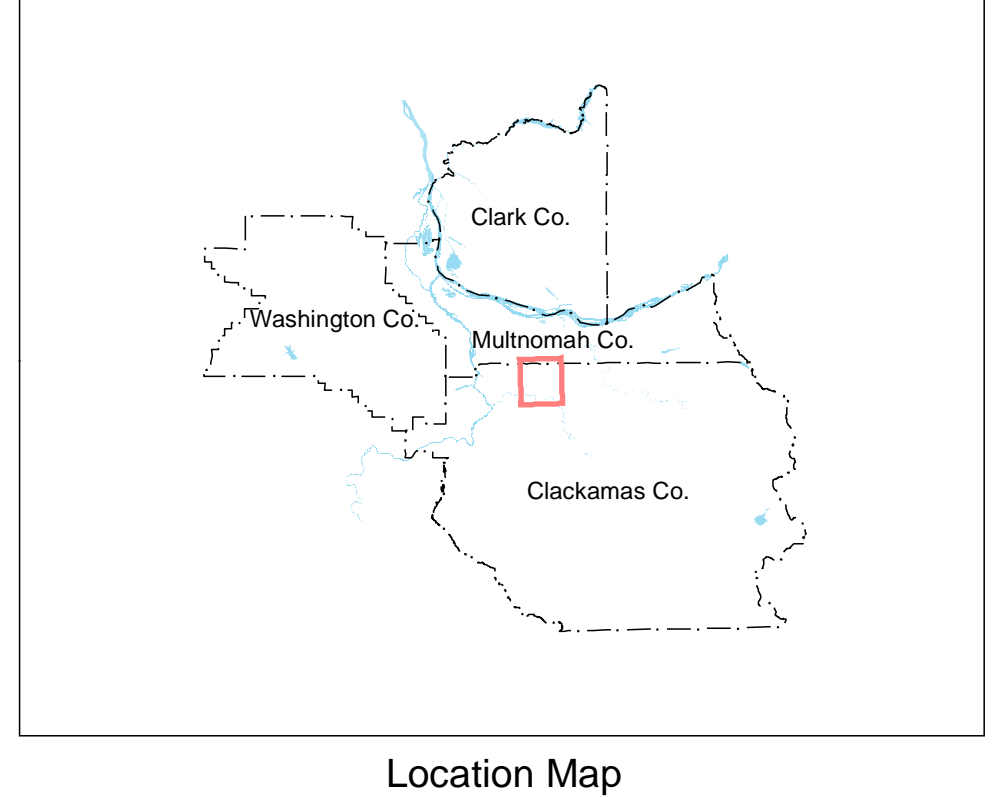 Clark Co.
Washington Co.
Multnomah Co.
Clackamas Co.
Location Map